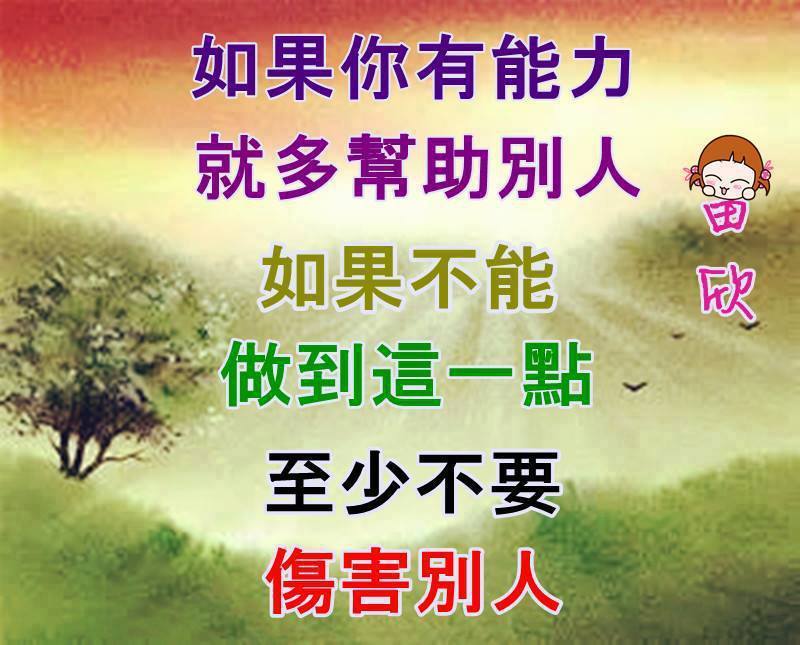 如果你有能力
就多幫助別人
田欣
如果不能
做到這一點
至少不要
傷害別人